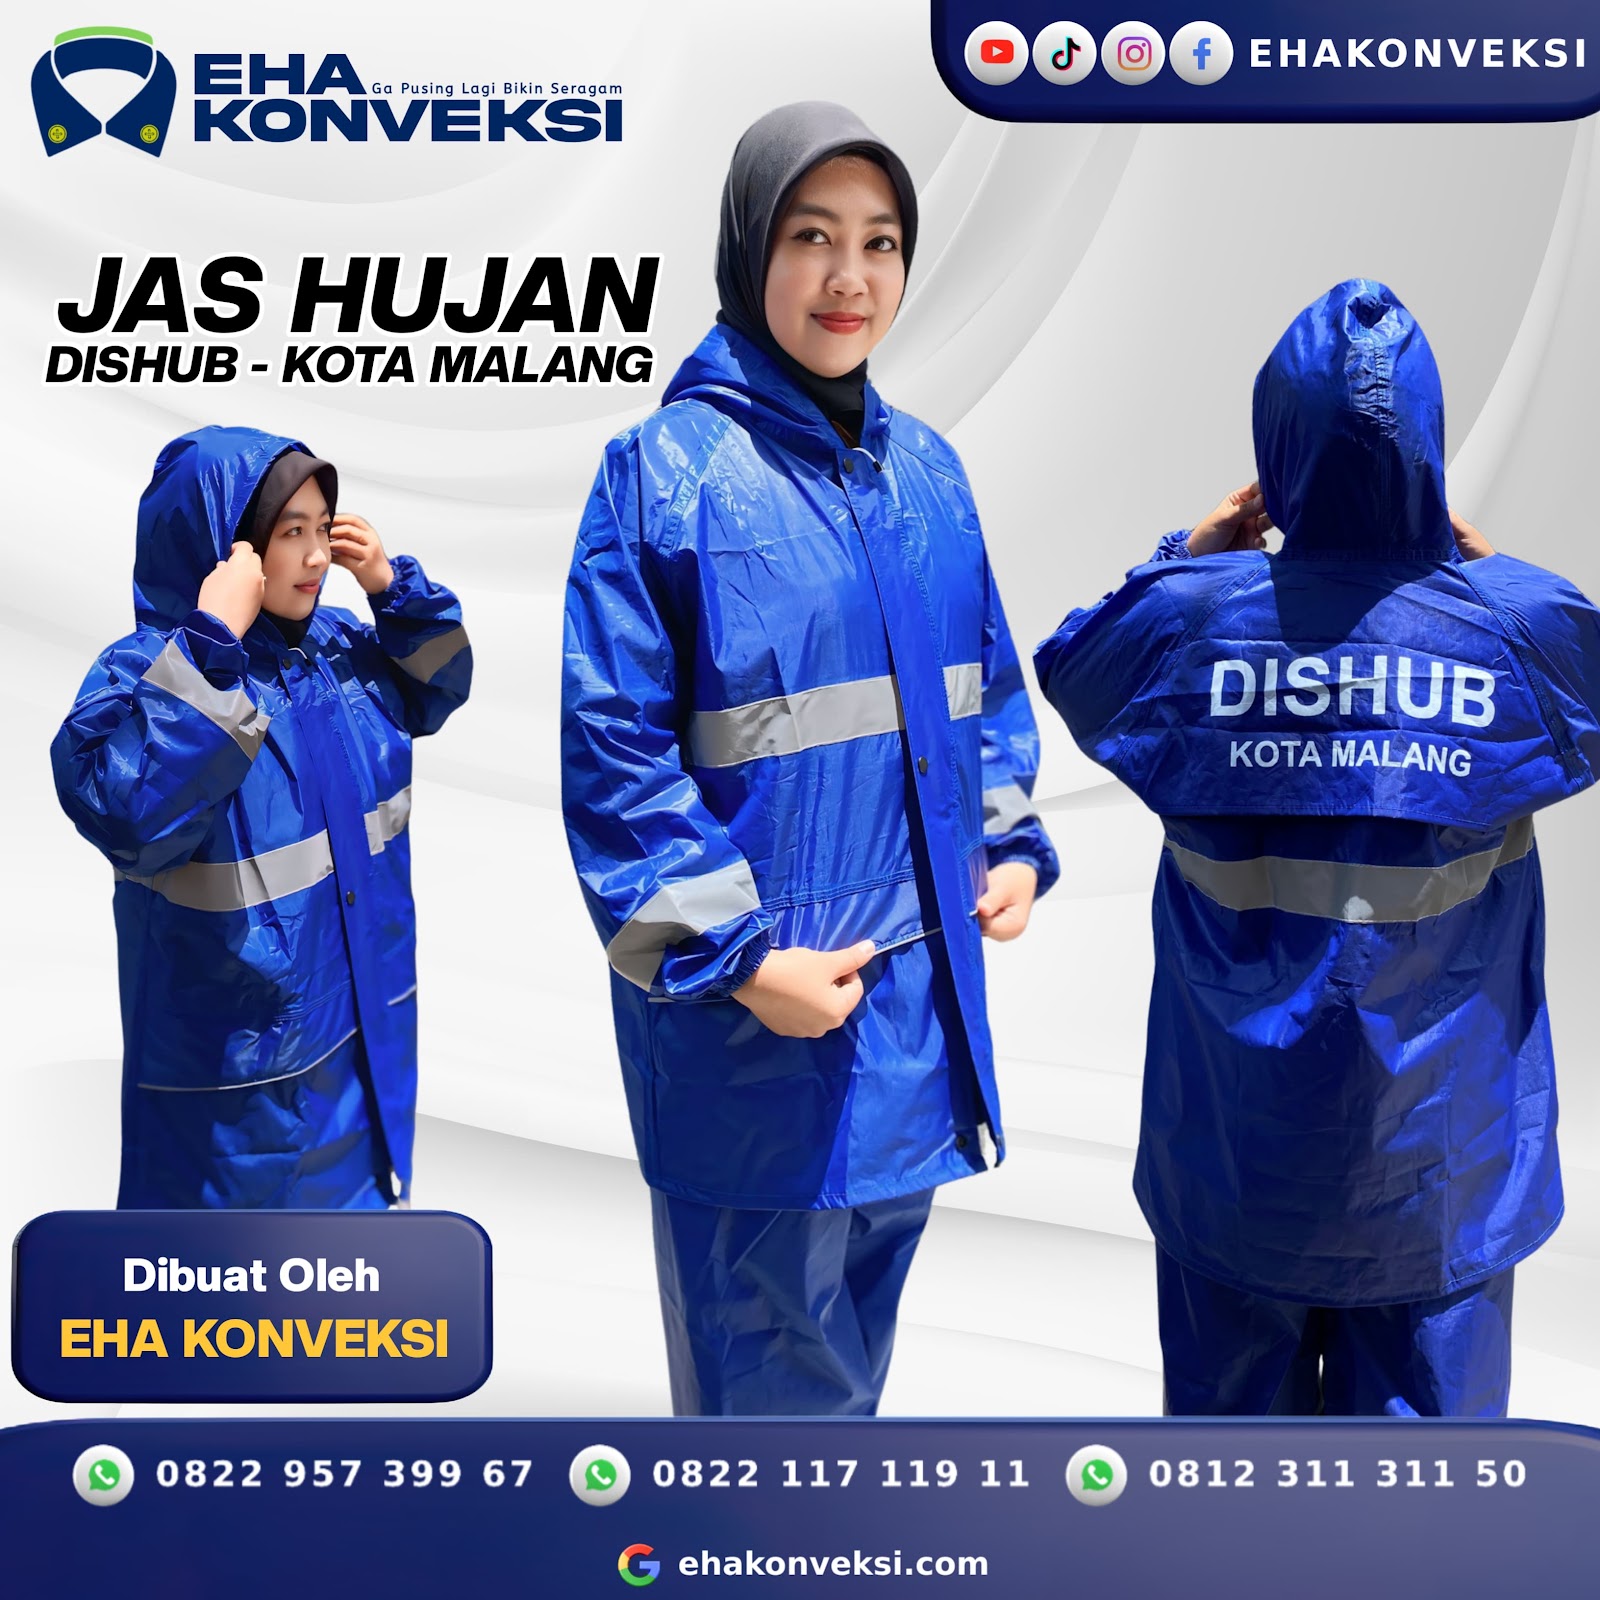 EHA
Ga Pusing Lagi Bikin Seragam
KONVEKSI
EHAKONVEKSI
JAS HUJAN
DISHUB - KOTA MALANG
DISHUB
KOTA MALANG
Dibuat Oleh
EHA KONVEKSI
0822 957 399 67
0822 117 119 11
0812 311 311 50
ehakonveksi.com